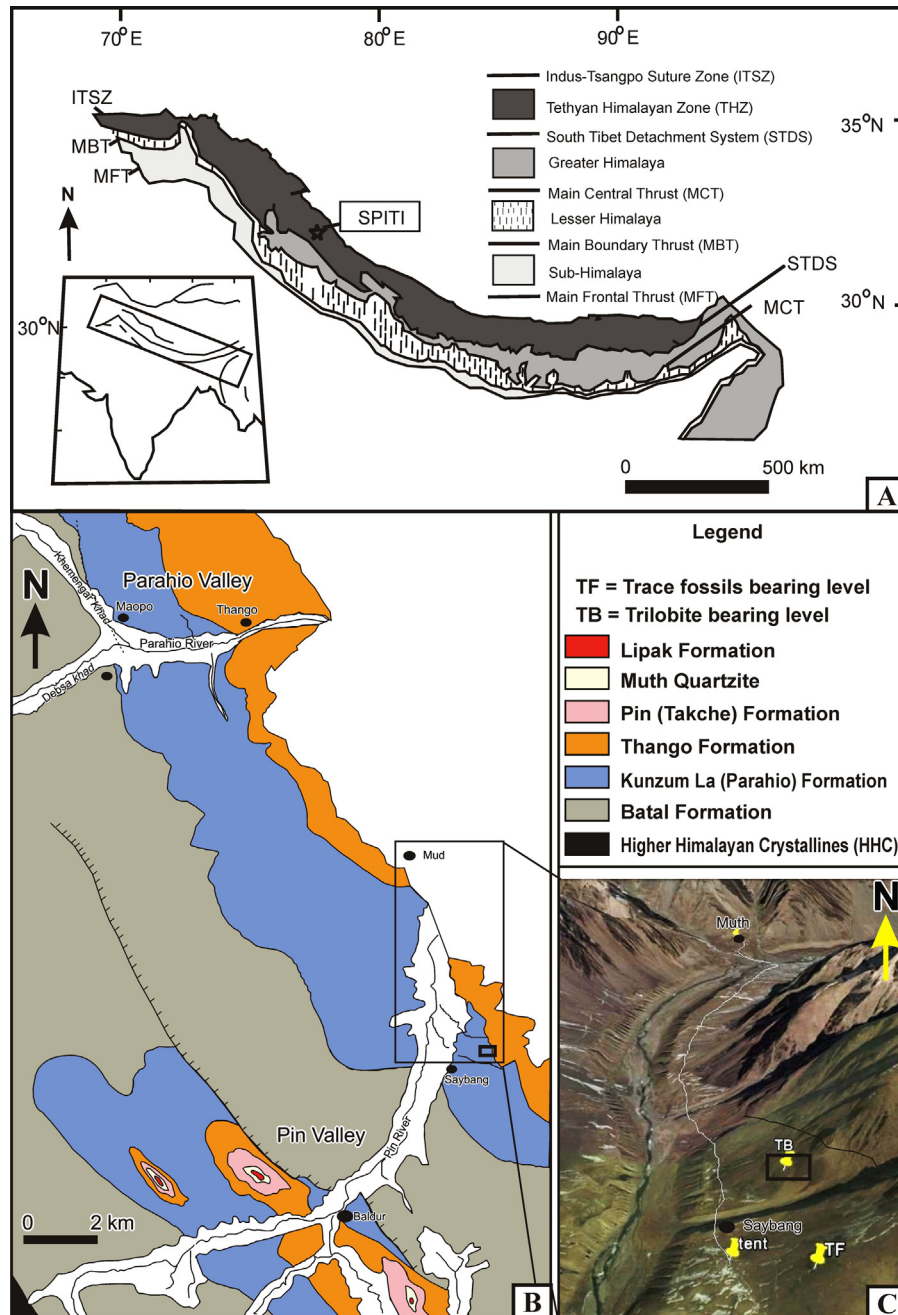 70°E
80°E
90°E
ITSZ
MBT
MFT
N
SPITI
Indus-Tsangpo Suture Zone (ITSZ)
Tethyan Himalayan Zone (THZ)
South Tibet Detachment System (STDS)
Greater Himalaya
Main Central Thrust (MCT)
Lesser Himalaya
Main Boundary Thrust (MBT)
Sub-Himalaya
Main Frontal Thrust (MFT)
35°N
30°N
STDS
MCT
30°N
0 500 km
A
N
Khemengar Khad
Parahio Valley
Maopo
Thango
Parahio River
Debsa khad
Mud
Saybang
Pin Valley
Pin River
0 2 km
Baldur
B
Legend
TF = Trace fossils bearing level
TB = Trilobite bearing level
Lipak Formation
Muth Quartzite
Pin (Takche) Formation
Thango Formation
Kunzum La (Parahio) Formation
Batal Formation
Higher Himalayan Crystallines (HHC)
N
Muth
TB
Saybang
tent
TF
C